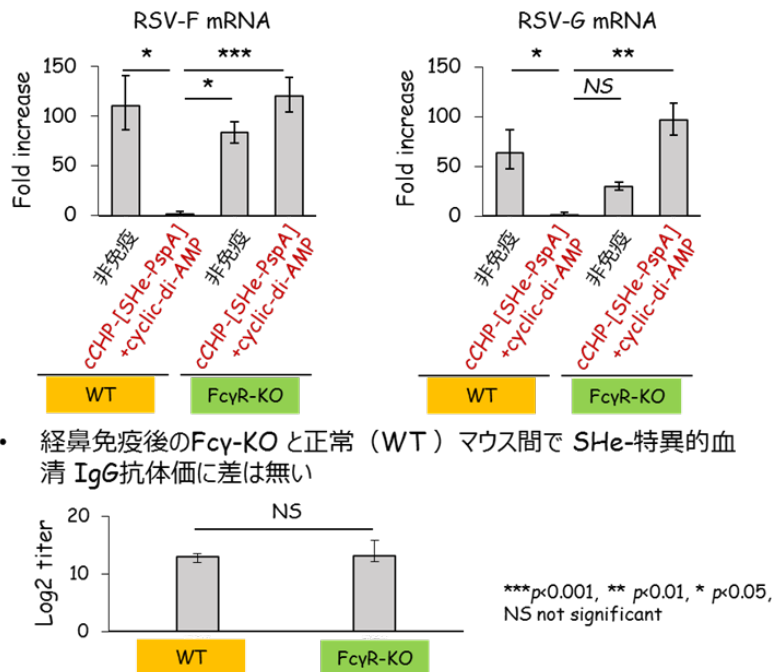 RSV-F mRNA
Fold increase
150
100
50
0
*
***
*
非免疫
cCHP-[SHe-PspA]
+cyclic-di-AMP
非免疫
cCHP-[SHe-PspA]
+cyclic-di-AMP
WT
FcγR-KO
RSV-G mRNA
Fold increase
150
100
50
0
*
**
NS
非免疫
cCHP-[SHe-PspA]
+cyclic-di-AMP
非免疫
cCHP-[SHe-PspA]
+cyclic-di-AMP
WT
FcγR-KO
• 経鼻免疫後のFcγ-KO と正常（WT ）マウス間で SHe-特異的血
清 IgG抗体価に差は無い
Log2 titer
20
10
0
NS
WT
FcγR-KO
***p<0.001, ** p<0.01, * p<0.05,
NS not significant